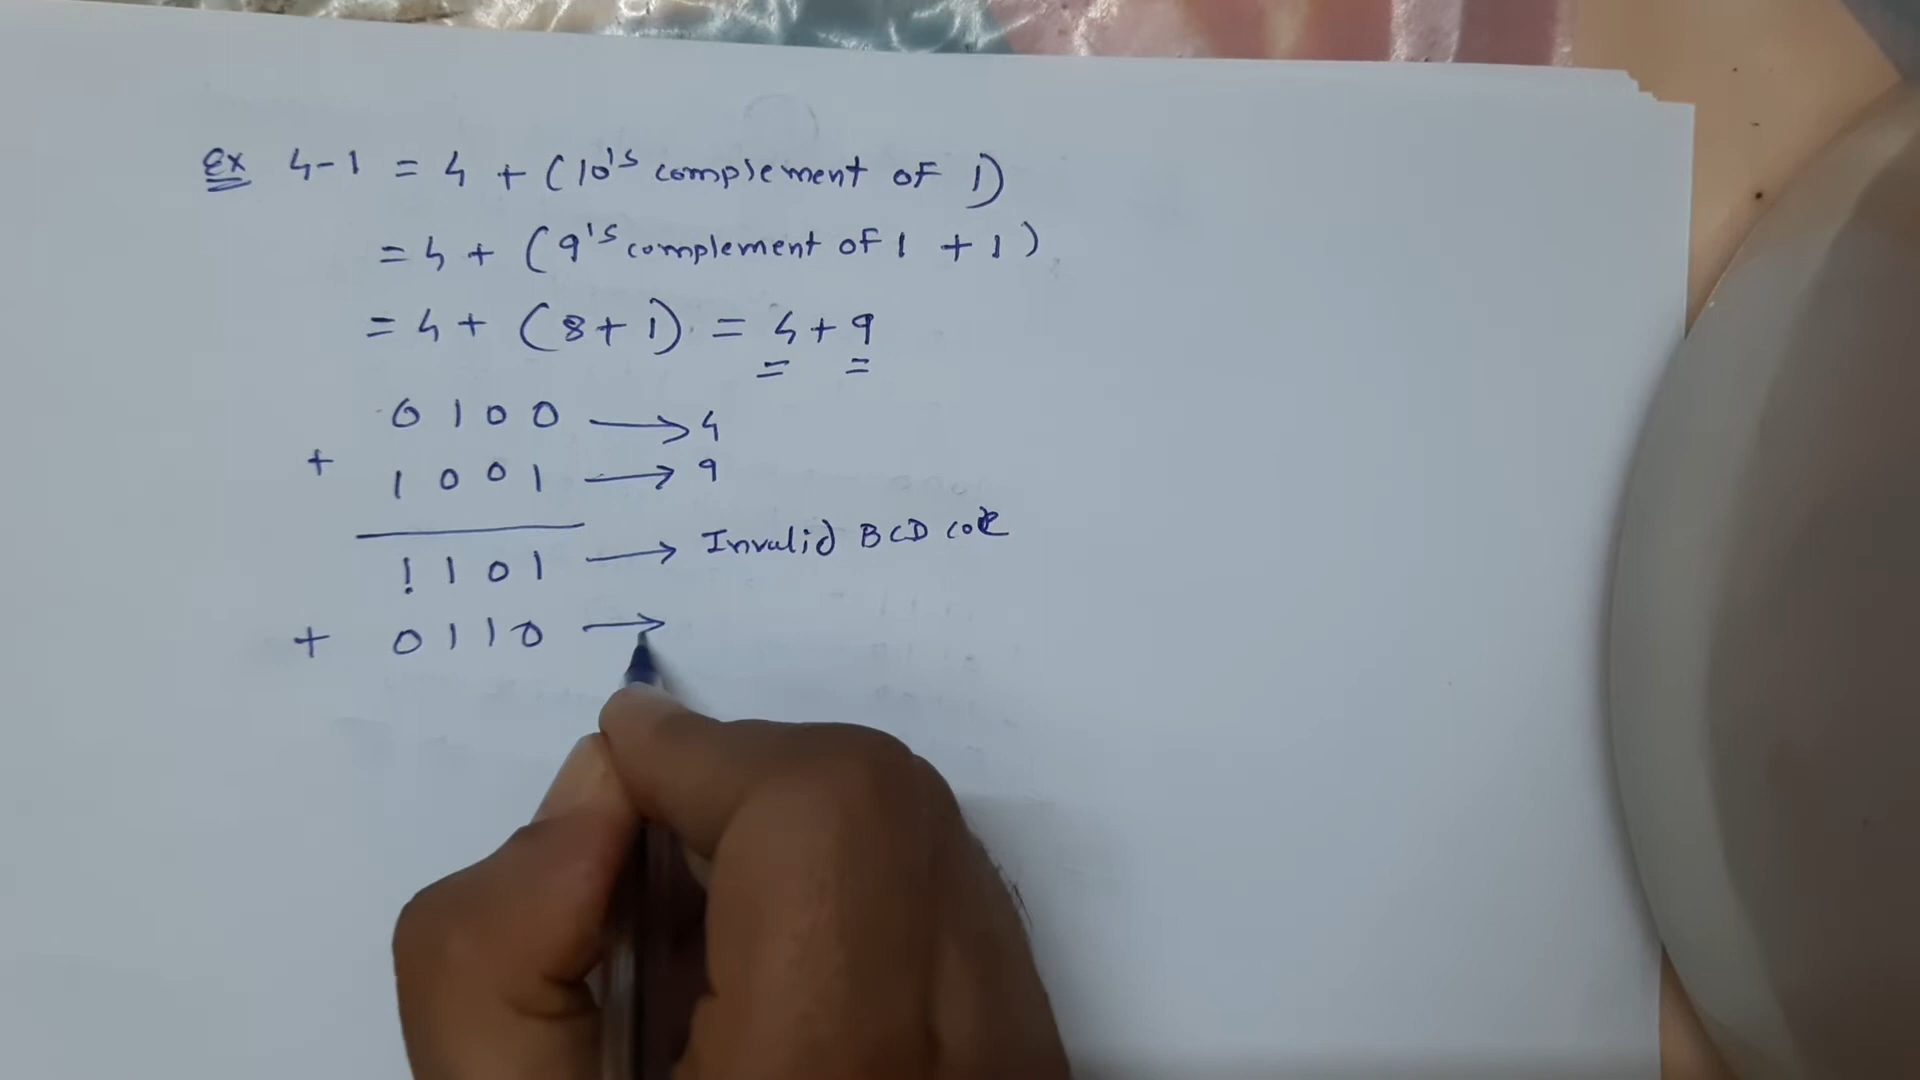 Ex 4-1 = 4 + (10's complement of 1)
= 4 + (9's complement of 1 + 1)
= 4 + (8+1) = 4 + 9
0 1 0 0 → 4
+ 1 0 0 1 → 9
1 1 0 1 → Invalid BCD code
+ 0 1 1 0 →